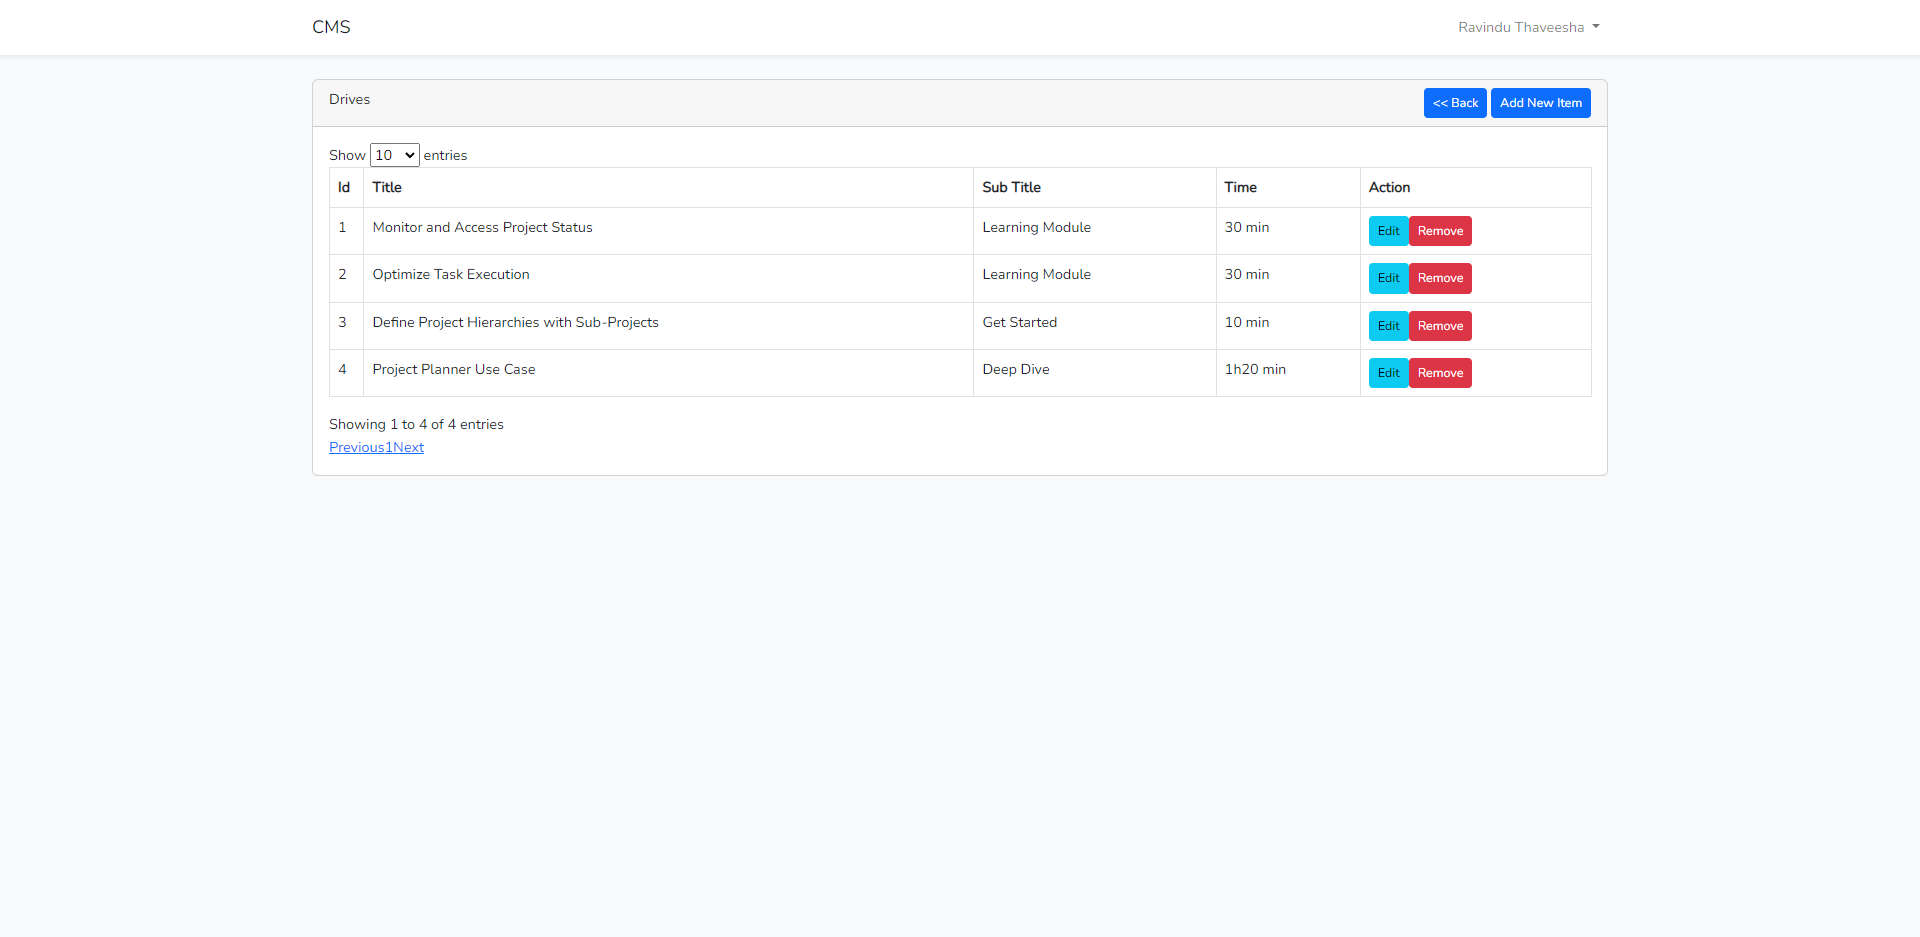 CMS Ravindu Thaveesha
Drives << Back Add New Item
Show 10 entries
Id Title Sub Title Time Action
1 Monitor and Access Project Status Learning Module 30 min Edit Remove
2 Optimize Task Execution Learning Module 30 min Edit Remove
3 Define Project Hierarchies with Sub-Projects Get Started 10 min Edit Remove
4 Project Planner Use Case Deep Dive 1h20 min Edit Remove
Showing 1 to 4 of 4 entries
Previous1Next